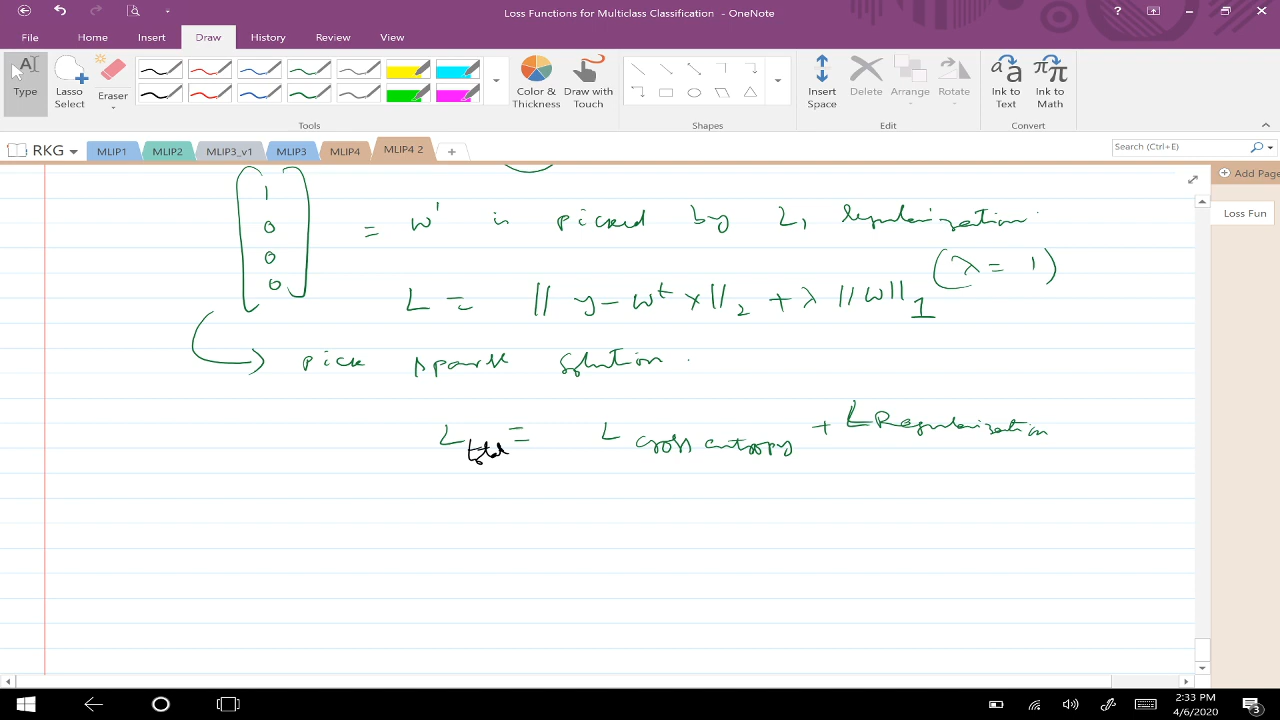 Loss Functions for Multiclass Classification - OneNote
File Home Insert Draw History Review View
Type Lasso Select Eraser Color & Thickness Draw with Touch Insert Space Delete Arrange Rotate Ink to Text Ink to Math
Tools Shapes Edit Convert
RKG MLIP1 MLIP2 MLIP3_v1 MLIP3 MLIP4 MLIP4 2 Search (Ctrl+E)
Add Page
Loss Fun
[1 0 0 0] = w' is picked by L1 regularization.
(λ = 1)
L = || y - w^t x ||_2 + λ ||w||_1
pick sparse solution.
L total = L cross entropy + L Regularization
2:33 PM
4/6/2020
3